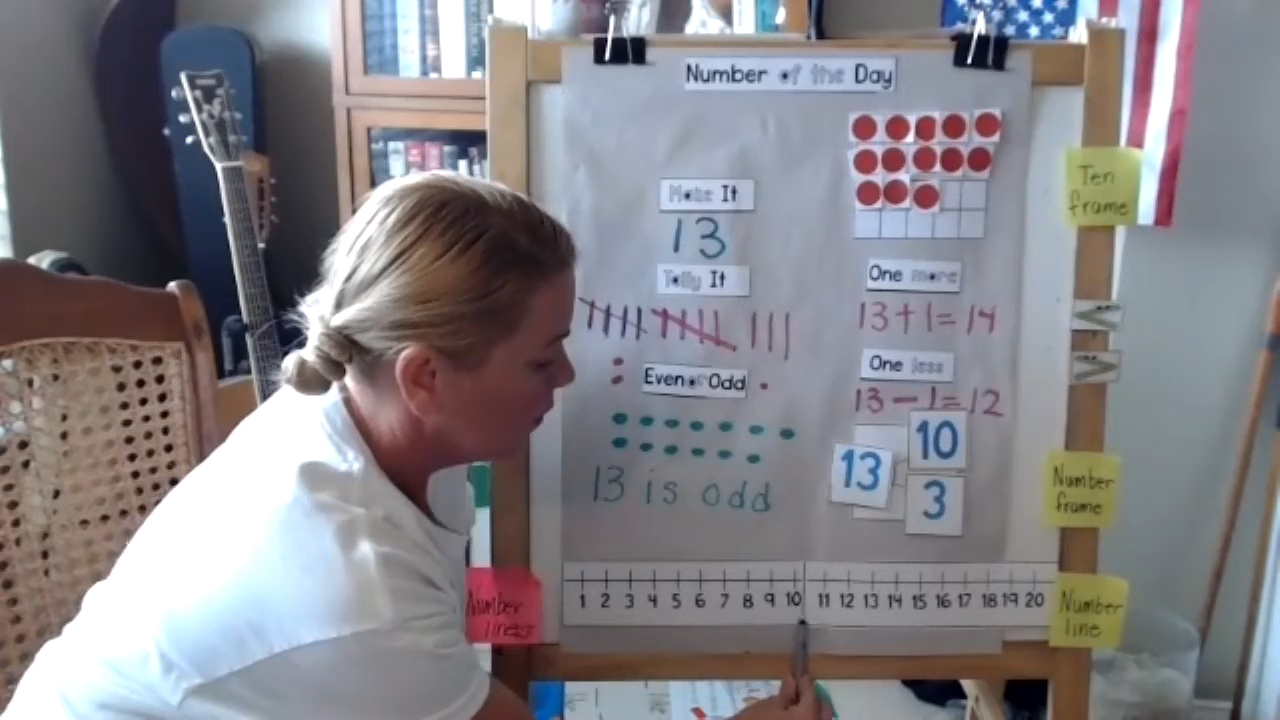 Number of the Day
Make It
13
Tally It
Even or Odd
13 is odd
One more
13+1=14
One less
13-1=12
10
13
3
1 2 3 4 5 6 7 8 9 10 11 12 13 14 15 16 17 18 19 20
Ten
frame
Number
frame
Number
line
Number
lines